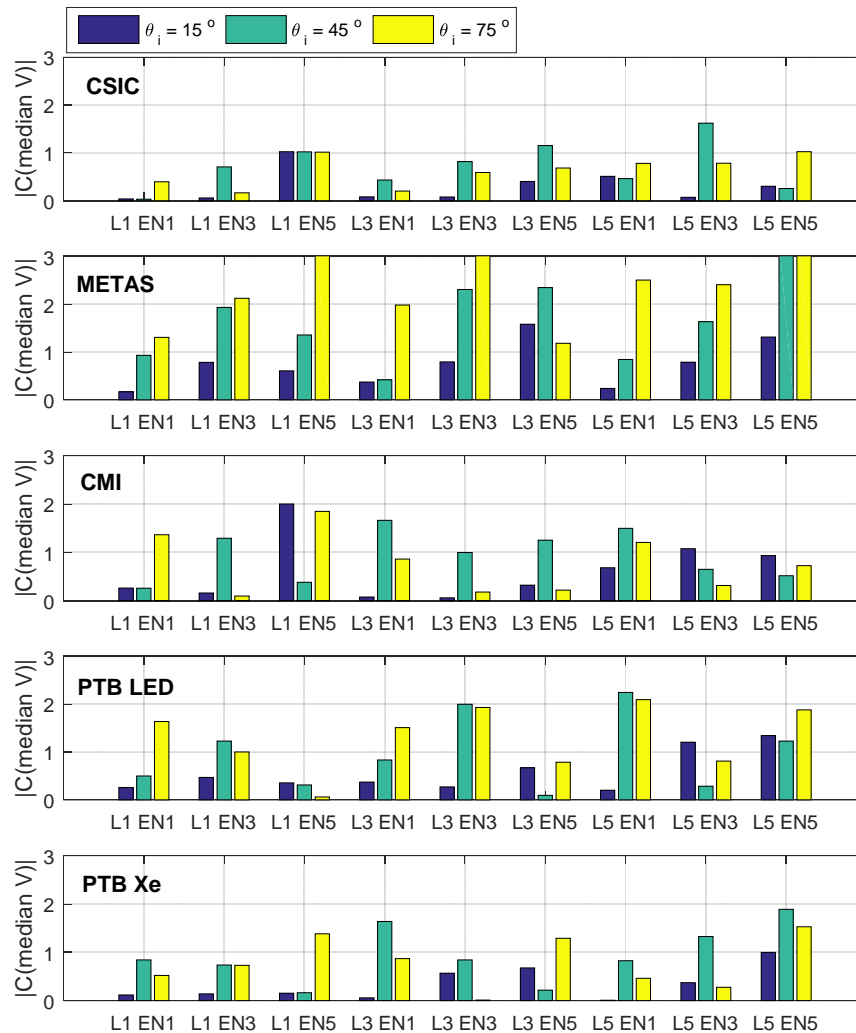 θ i = 15 º θ i = 45 º θ i = 75 º
CSIC
|C(median V)|
3
2
1
0
L1 EN1 L1 EN3 L1 EN5 L3 EN1 L3 EN3 L3 EN5 L5 EN1 L5 EN3 L5 EN5
METAS
|C(median V)|
3
2
1
0
L1 EN1 L1 EN3 L1 EN5 L3 EN1 L3 EN3 L3 EN5 L5 EN1 L5 EN3 L5 EN5
CMI
|C(median V)|
3
2
1
0
L1 EN1 L1 EN3 L1 EN5 L3 EN1 L3 EN3 L3 EN5 L5 EN1 L5 EN3 L5 EN5
PTB LED
|C(median V)|
3
2
1
0
L1 EN1 L1 EN3 L1 EN5 L3 EN1 L3 EN3 L3 EN5 L5 EN1 L5 EN3 L5 EN5
PTB Xe
|C(median V)|
3
2
1
0
L1 EN1 L1 EN3 L1 EN5 L3 EN1 L3 EN3 L3 EN5 L5 EN1 L5 EN3 L5 EN5